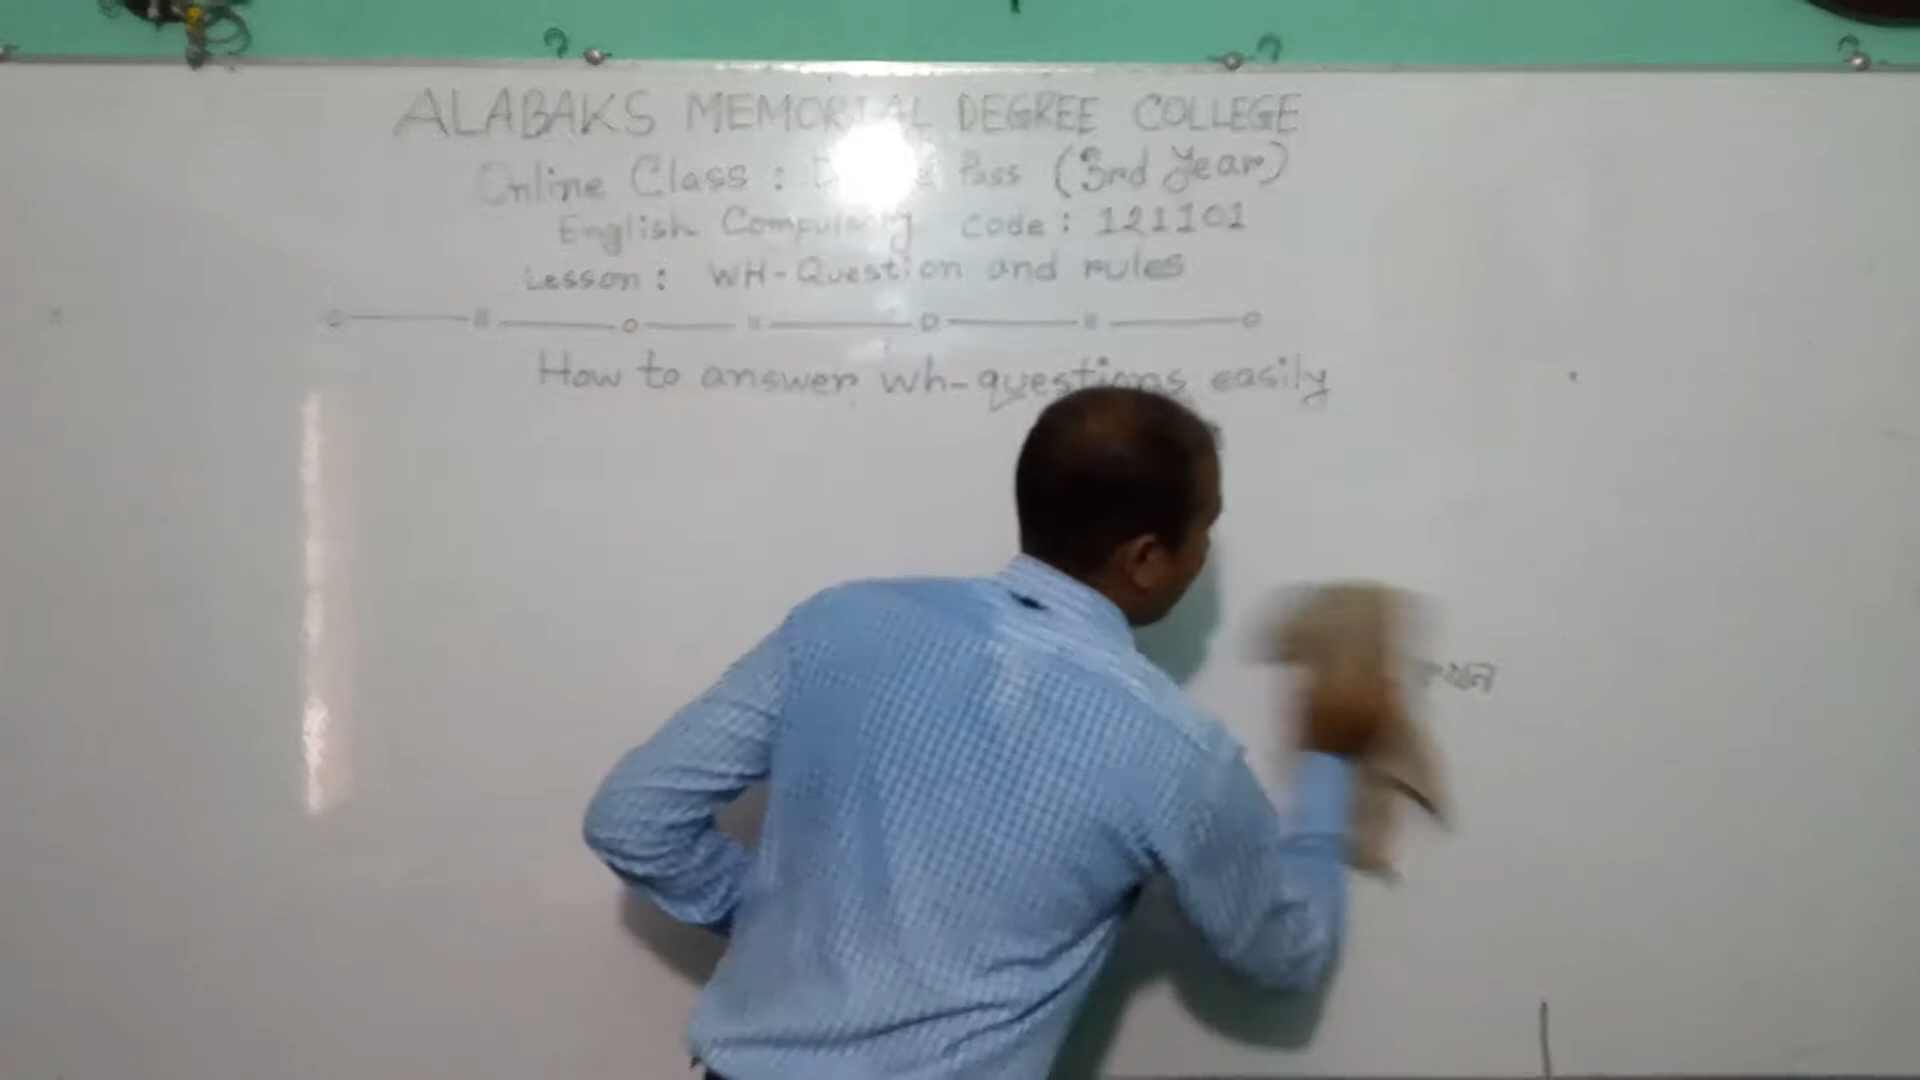 ALABAKS MEMORIAL DEGREE COLLEGE
Online Class : Pass (3rd Year)
English Compulsory Code : 121101
Lesson : WH-Question and rules
How to answer wh-questions easily